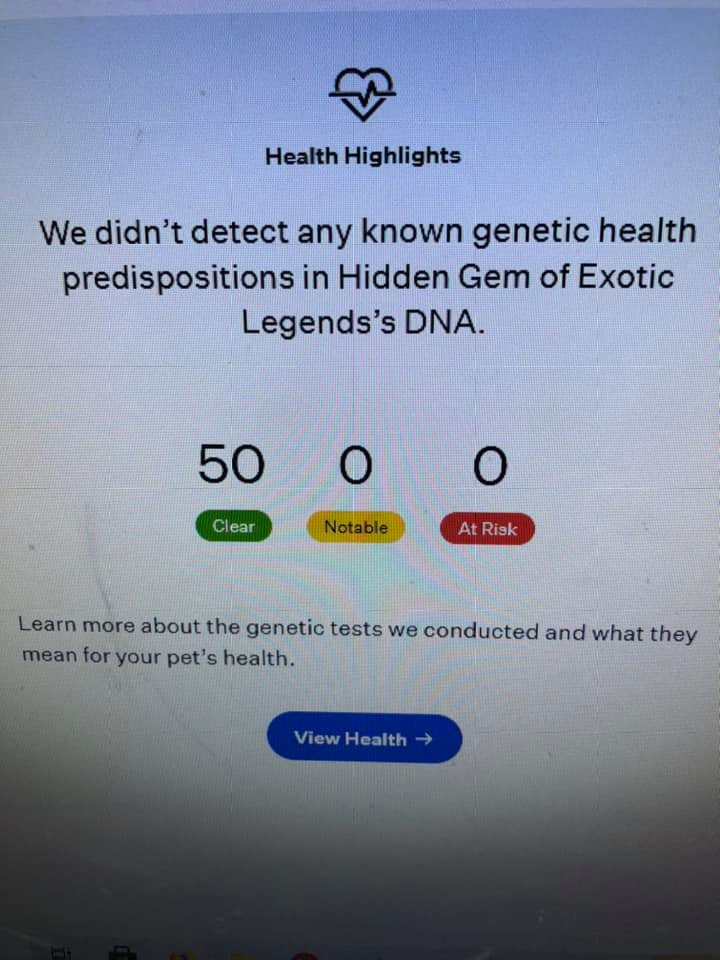 Health Highlights
We didn't detect any known genetic health
predispositions in Hidden Gem of Exotic
Legends's DNA.
50 0 0
Clear Notable At Risk
Learn more about the genetic tests we conducted and what they
mean for your pet's health.
View Health →